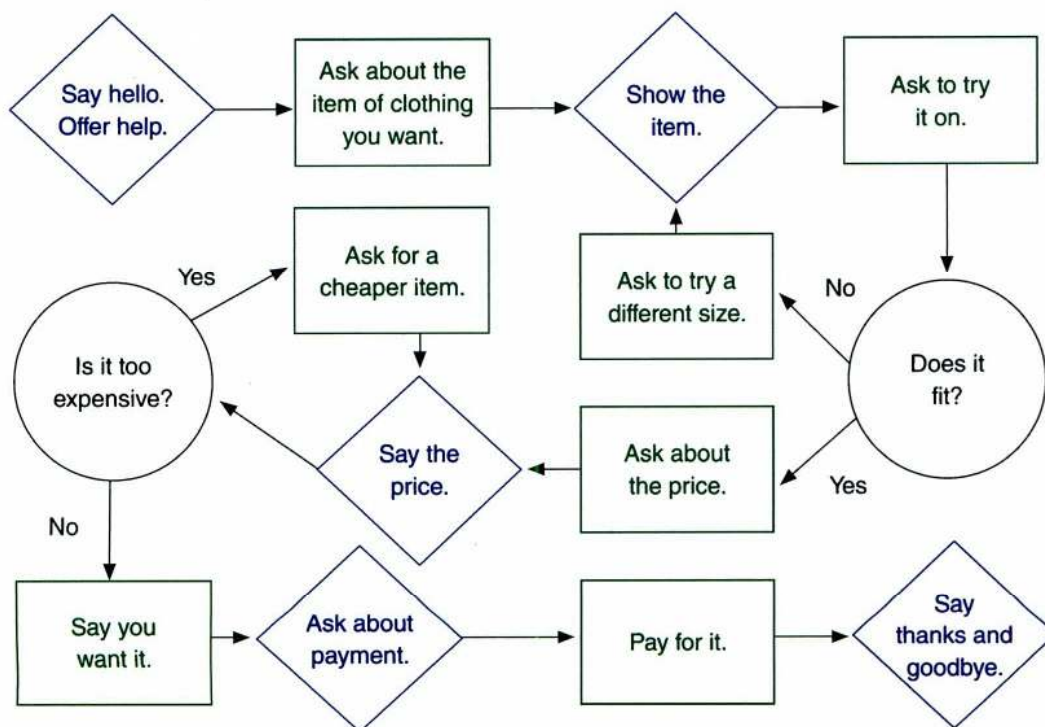 Say hello.
Offer help.
Ask about the
item of clothing
you want.
Show the
item.
Ask to try
it on.
Yes
Ask for a
cheaper item.
Ask to try a
different size.
No
Is it too
expensive?
Does it
fit?
Say the
price.
Ask about
the price.
Yes
No
Say you
want it.
Ask about
payment.
Pay for it.
Say
thanks and
goodbye.